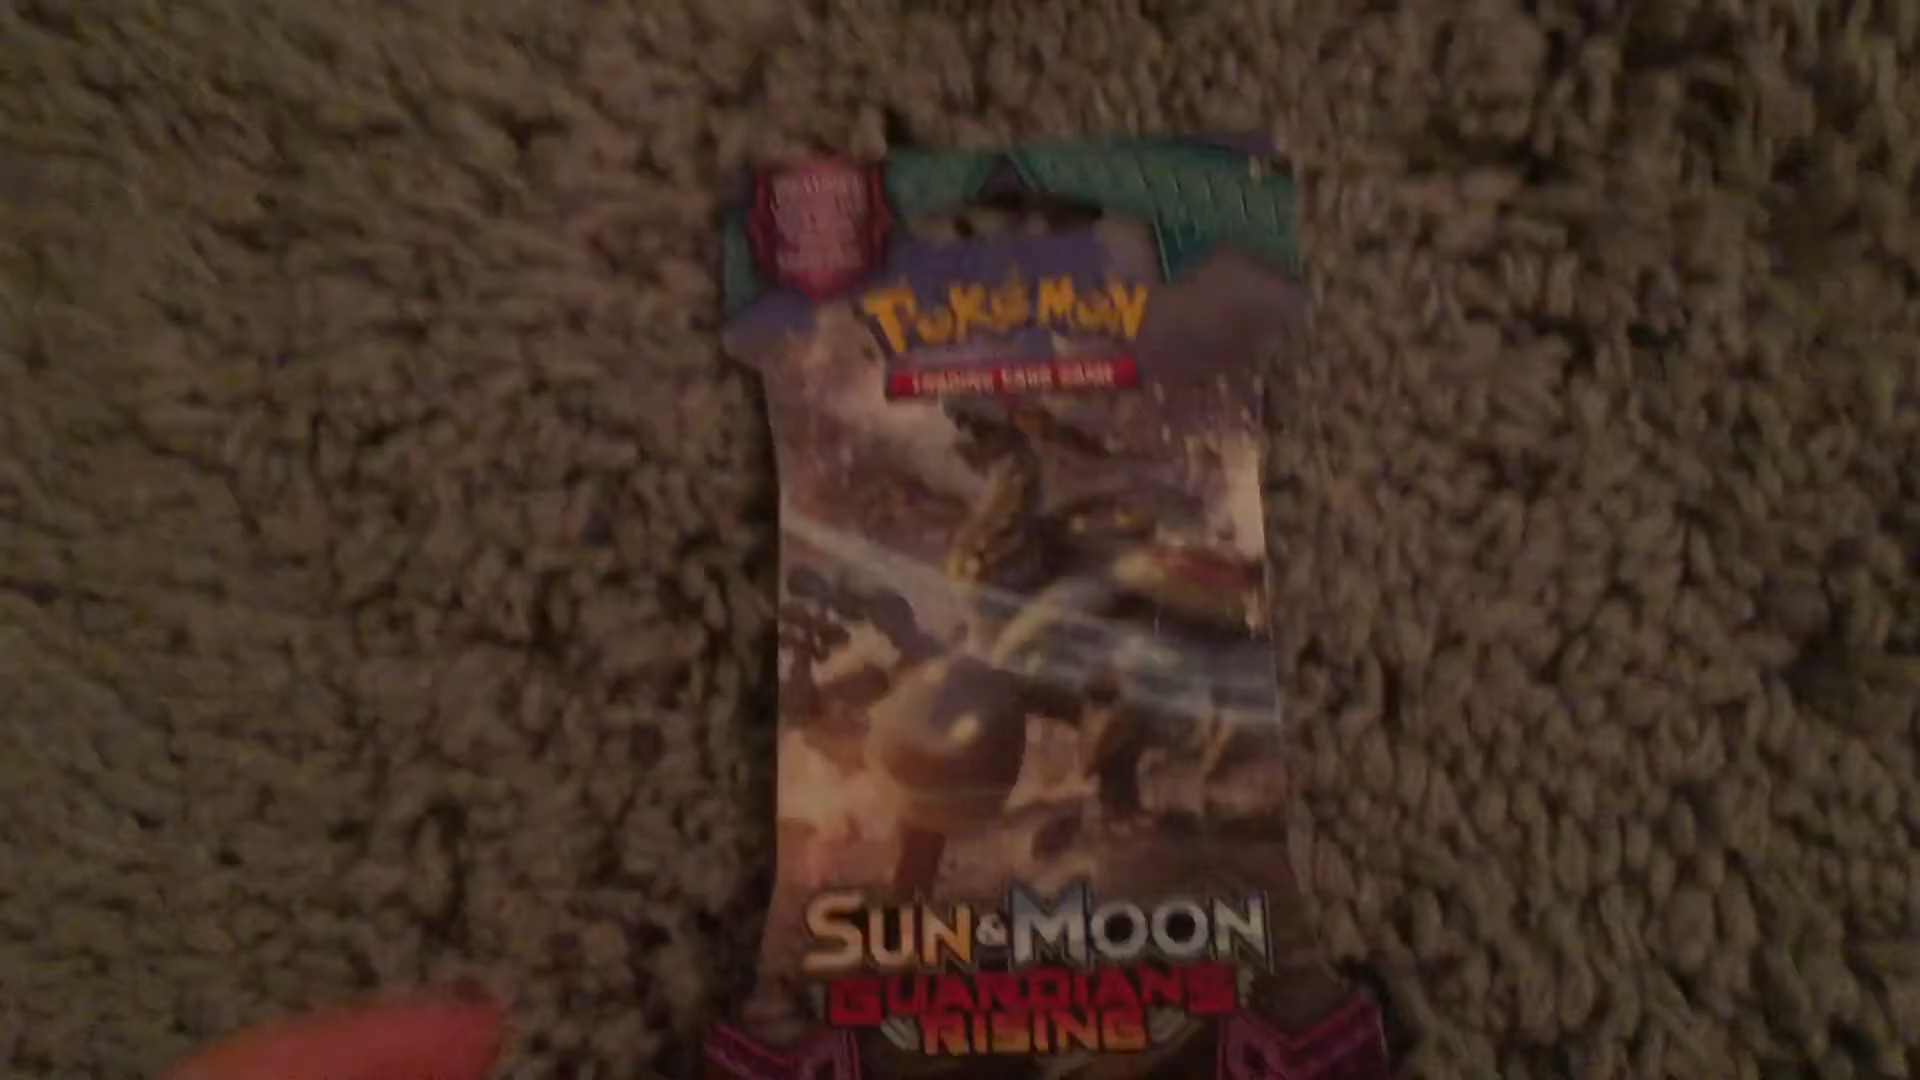 POKéMON
TRADING CARD GAME
SUN & MOON
GUARDIANS
RISING